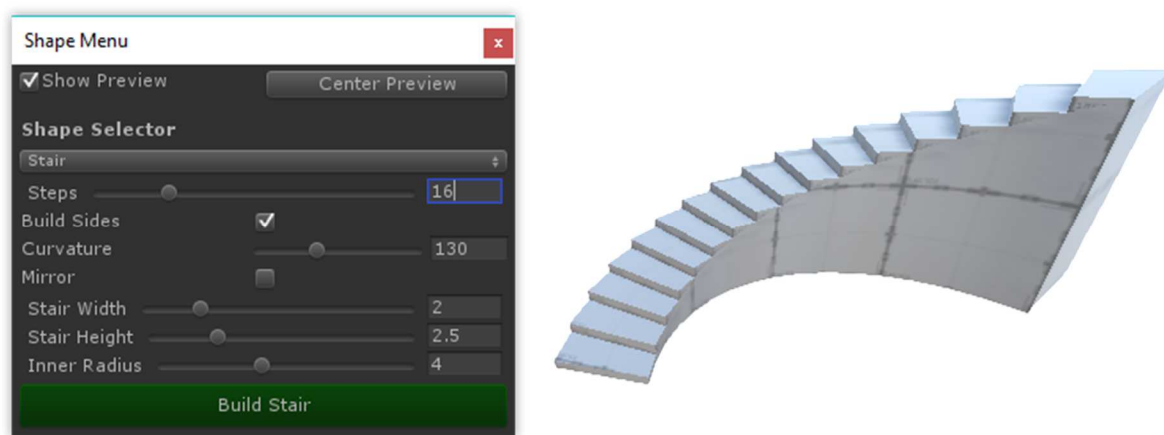 Shape Menu
x
Show Preview
Center Preview
Shape Selector
Stair
Steps 16
Build Sides
Curvature 130
Mirror
Stair Width 2
Stair Height 2.5
Inner Radius 4
Build Stair